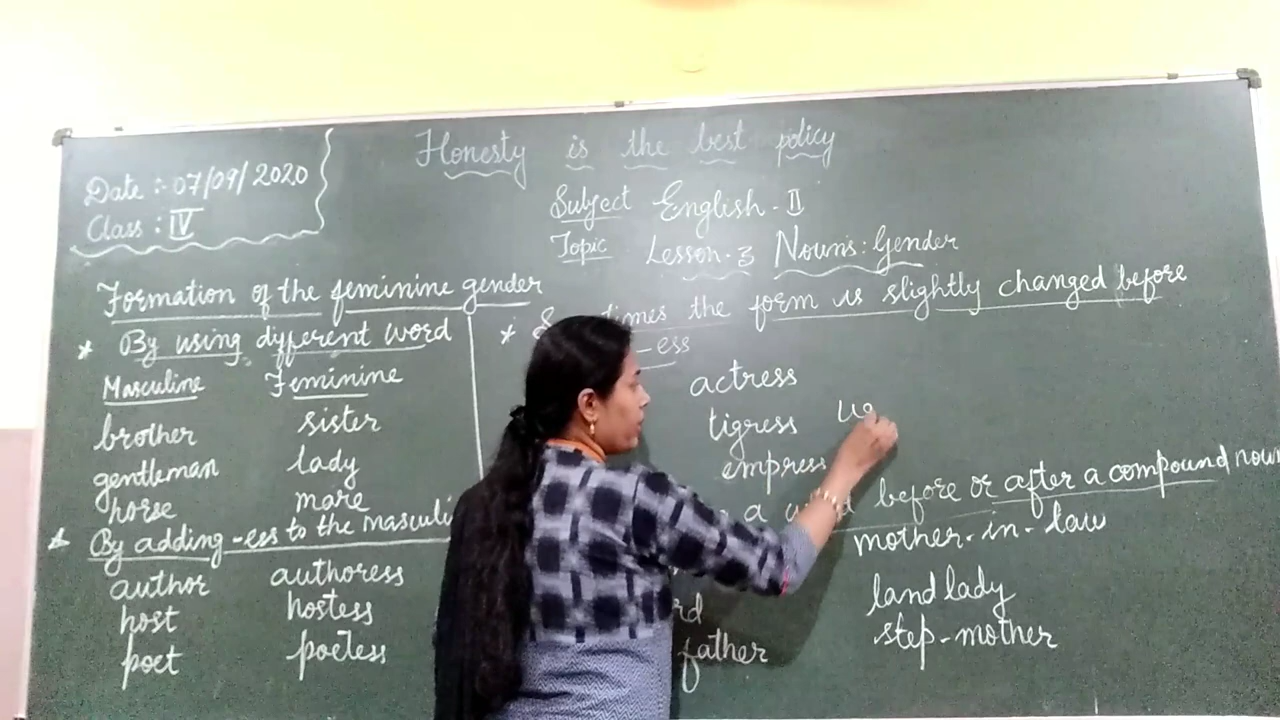 Honesty is the best policy
Date :- 07/09/2020
Class : IV
Subject English - II
Topic Lesson - 3 Nouns : Gender
Formation of the feminine gender
* By using different word
Masculine Feminine
brother sister
gentleman lady
horse mare
* By adding -ess to the
author authoress
host hostess
poet poetess
* the form is slightly changed before
-ess
actress
tigress
empress
a before or after a compound noun
mother-in-law
land lady
father step-mother